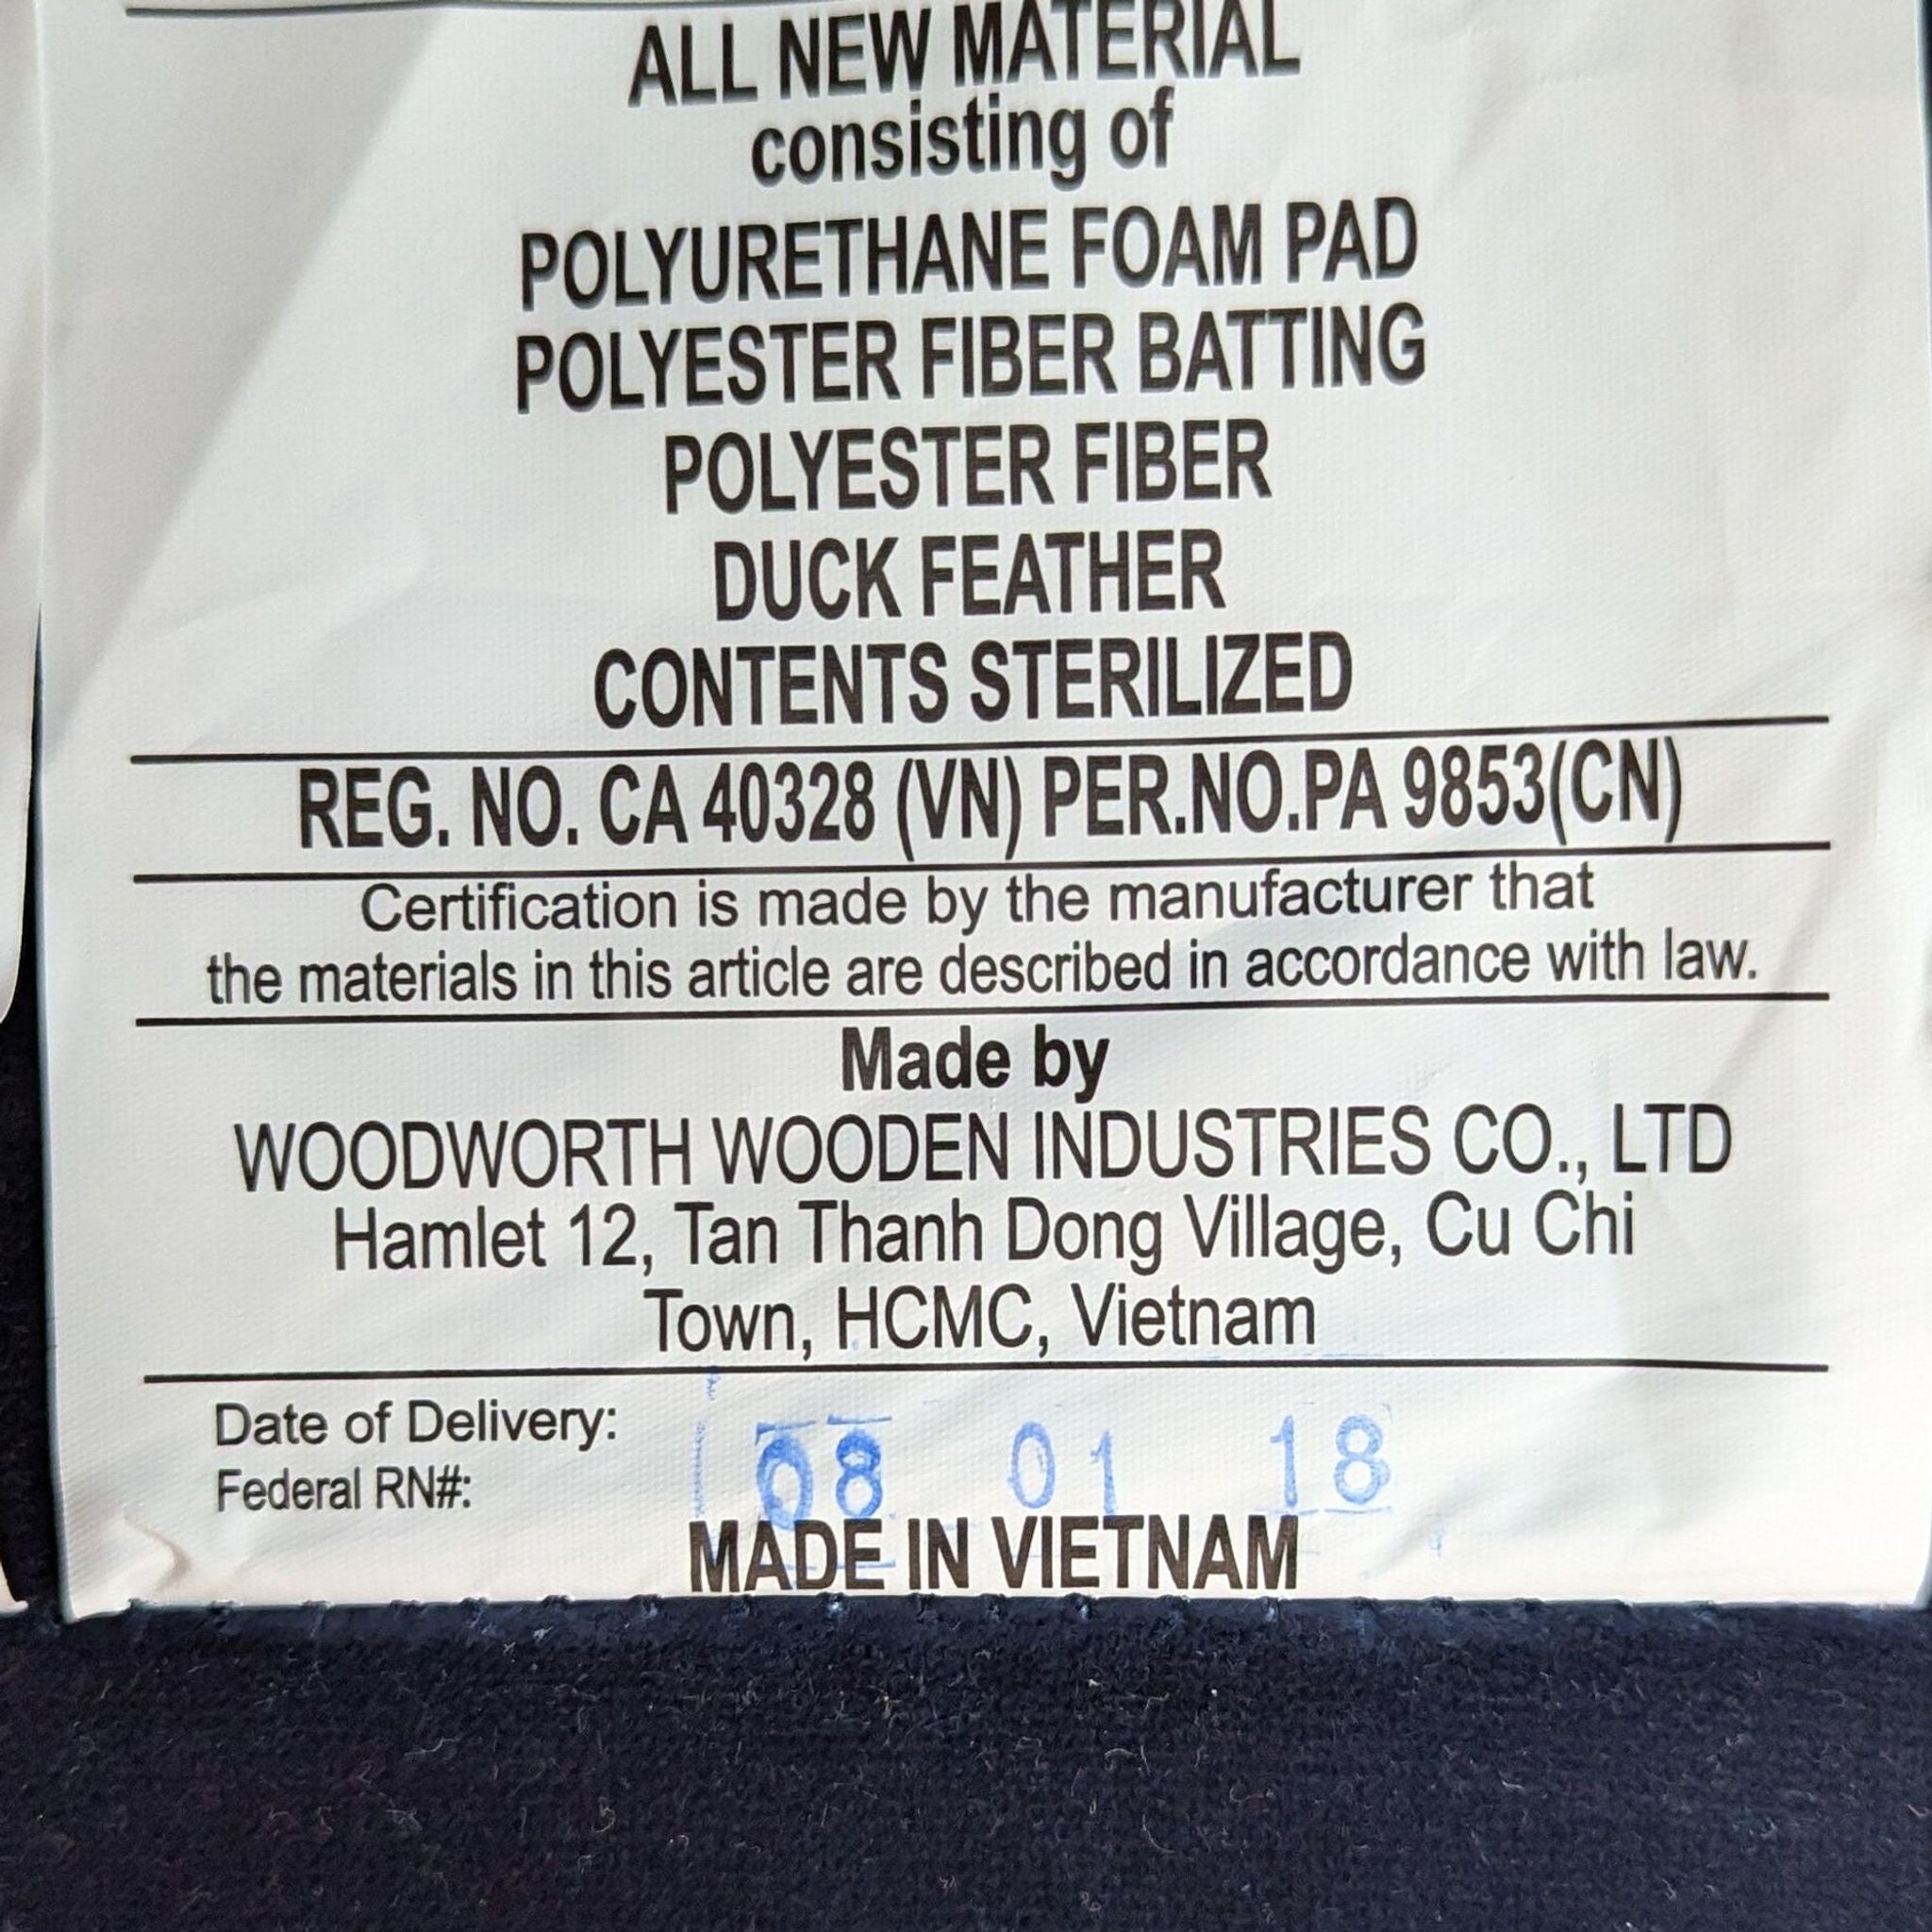 ALL NEW MATERIAL
consisting of
POLYURETHANE FOAM PAD
POLYESTER FIBER BATTING
POLYESTER FIBER
DUCK FEATHER
CONTENTS STERILIZED
REG. NO. CA 40328 (VN) PER.NO.PA 9853(CN)
Certification is made by the manufacturer that
the materials in this article are described in accordance with law.
Made by
WOODWORTH WOODEN INDUSTRIES CO., LTD
Hamlet 12, Tan Thanh Dong Village, Cu Chi
Town, HCMC, Vietnam
Date of Delivery: 08 01 18
Federal RN#:
MADE IN VIETNAM